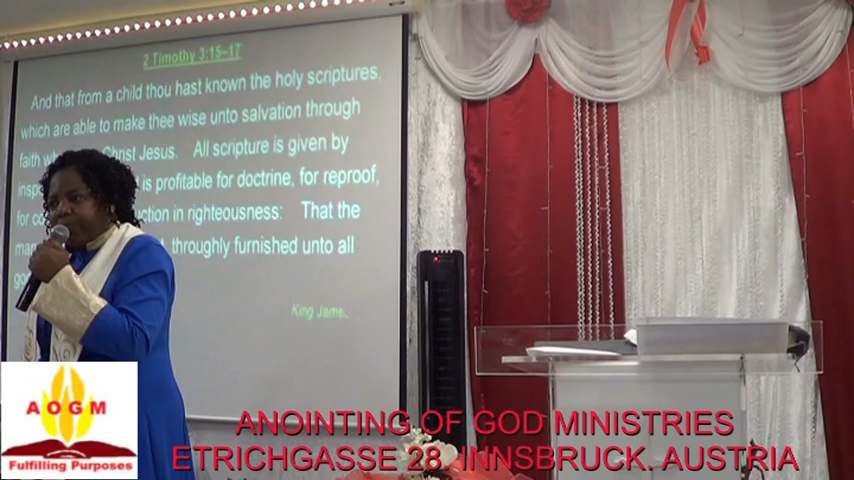 2 Timothy 3:15–17
And that from a child thou hast known the holy scriptures,
which are able to make thee wise unto salvation through
faith Christ Jesus. All scripture is given by
is profitable for doctrine, for reproof,
for in righteousness: That the
throughly furnished unto all
King Jame
A O G M
Fulfilling Purposes
ANOINTING OF GOD MINISTRIES
ETRICHGASSE 28. INNSBRUCK. AUSTRIA